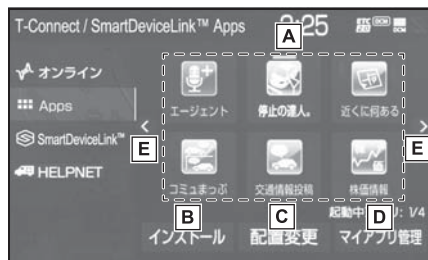 T-Connect / SmartDeviceLink™ Apps
2:25
A
オンライン
Apps
SmartDeviceLink™
HELPNET
エージェント
停止の達人。
近くに何ある
E
E
コミュまっぷ
交通情報投稿
株価情報
B
C
D
起動中
リ: 1/4
インストール
配置変更
マイアプリ管理